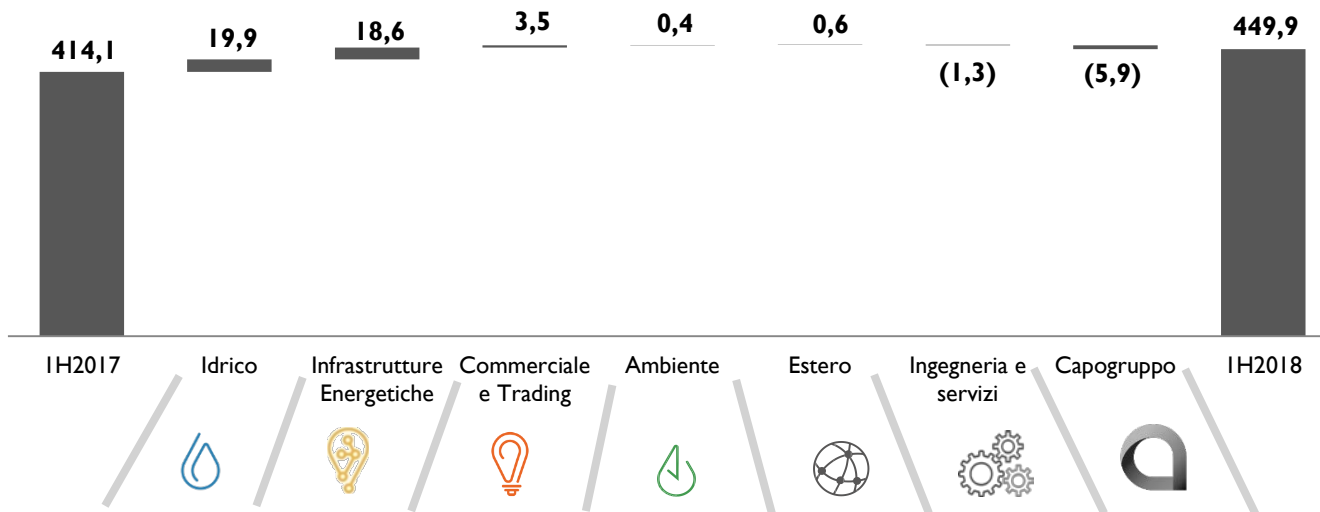 414,1
19,9
18,6
3,5
0,4
0,6
(1,3)
(5,9)
449,9
1H2017
Idrico
Infrastrutture
Energetiche
Commerciale
e Trading
Ambiente
Estero
Ingegneria e
servizi
Capogruppo
1H2018